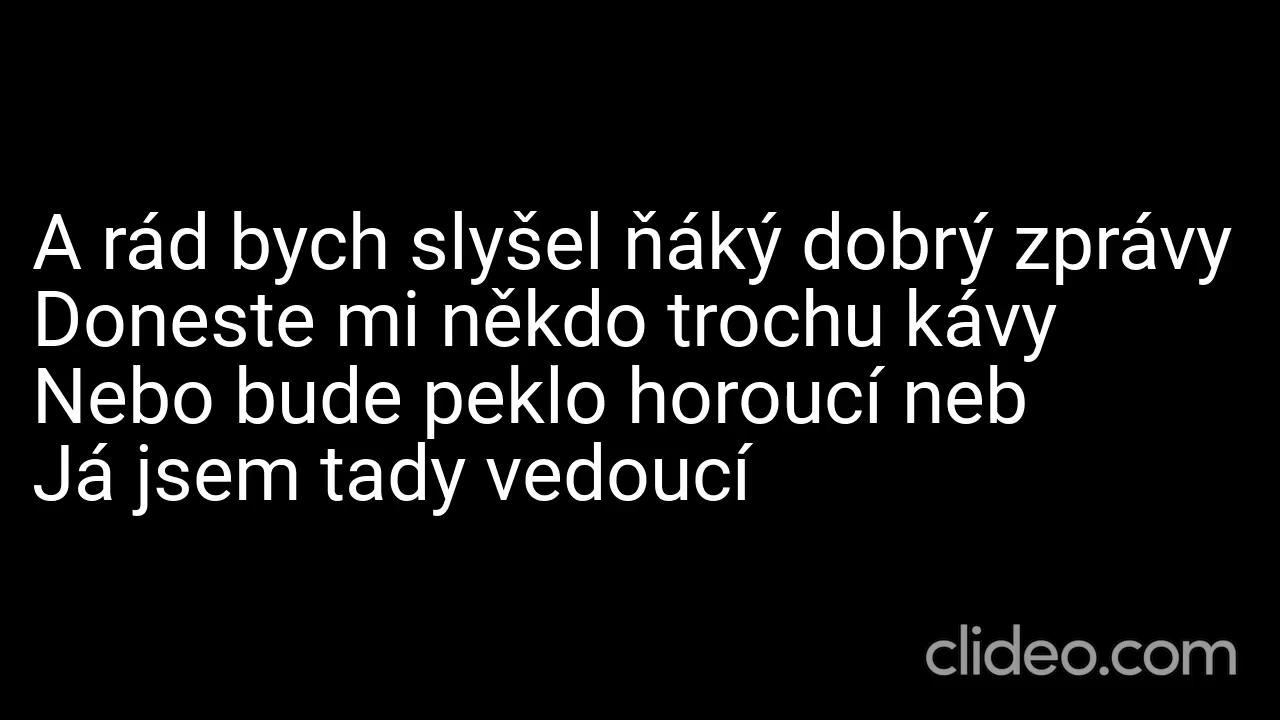 A rád bych slyšel ňáký dobrý zprávy
Doneste mi někdo trochu kávy
Nebo bude peklo horoucí neb
Já jsem tady vedoucí
clideo.com